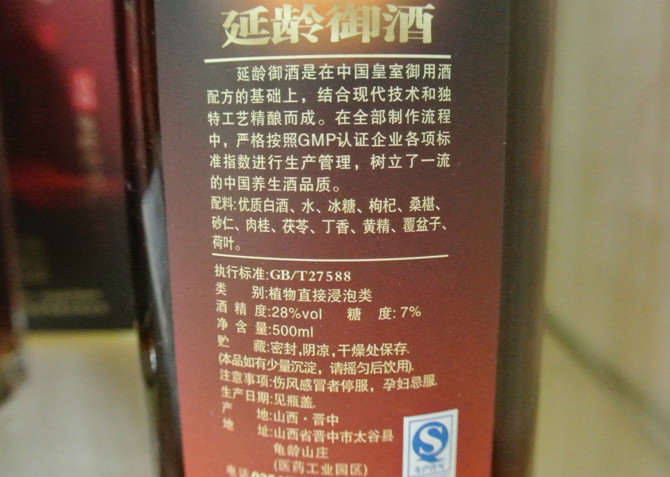 延龄御酒
延龄御酒是在中国皇室御用酒
配方的基础上，结合现代技术和独
特工艺精酿而成。在全部制作流程
中，严格按照GMP认证企业各项标
准指数进行生产管理，树立了一流
的中国养生酒品质。
配料:优质白酒、水、冰糖、枸杞、桑椹、
砂仁、肉桂、茯苓、丁香、黄精、覆盆子、
荷叶。
执行标准:GB/T27588
类 别:植物直接浸泡类
酒 精 度:28%vol 糖 度: 7%
净 含 量:500ml
贮 藏:密封,阴凉,干燥处保存.
(本品如有少量沉淀，请摇匀后饮用).
注意事项:伤风感冒者停服，孕妇忌服.
生产日期:见瓶盖.
产 地:山西·晋中
地 址:山西省晋中市太谷县
龟龄山庄
(医药工业园区)
电话
生产许可